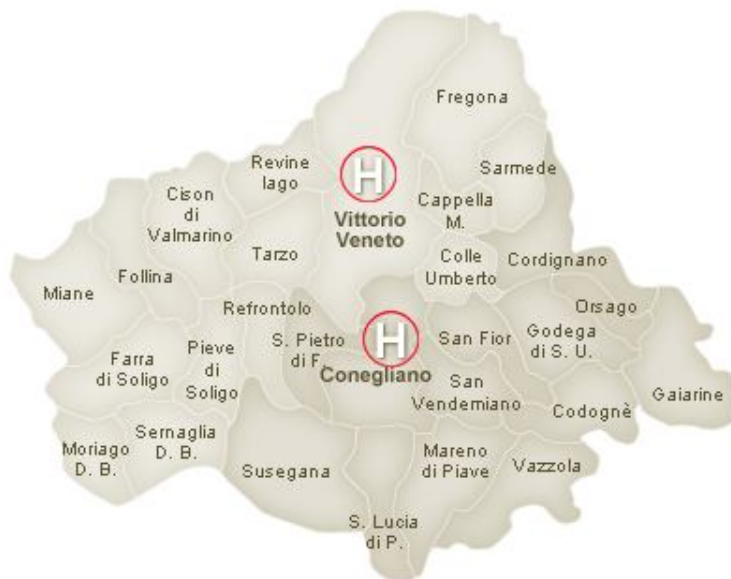 Fregona
Revine
lago
H
Sarmede
Cison
di
Valmarino
Cappella
M.
Vittorio
Veneto
Tarzo
Colle
Umberto
Cordignano
Follina
Miane
Refrontolo
Orsago
S. Pietro
di F.
H
San Fior
Godega
di S. U.
Farra
di Soligo
Pieve
di
Soligo
Conegliano
San
Vendemiano
Gaiarine
Codognè
Moriago
D. B.
Sernaglia
D. B.
Susegana
Mareno
di Piave
Vazzola
S. Lucia
di P.